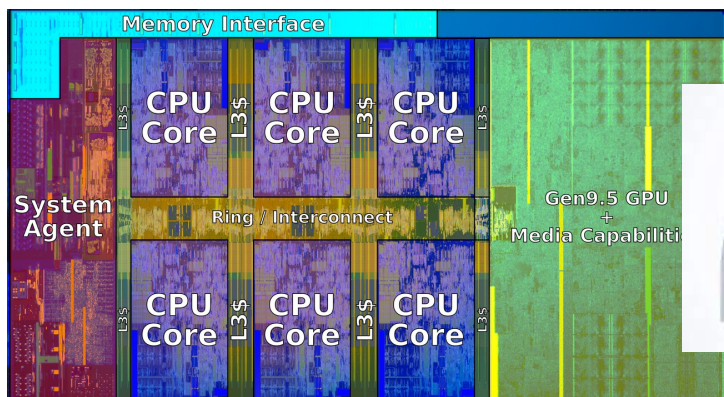 Memory Interface
L3$
CPU
Core
L3$
CPU
Core
L3$
CPU
Core
L3$
System
Agent
Ring / Interconnect
Gen9.5 GPU
+
Media
L3$
CPU
Core
L3$
CPU
Core
L3$
CPU
Core
L3$